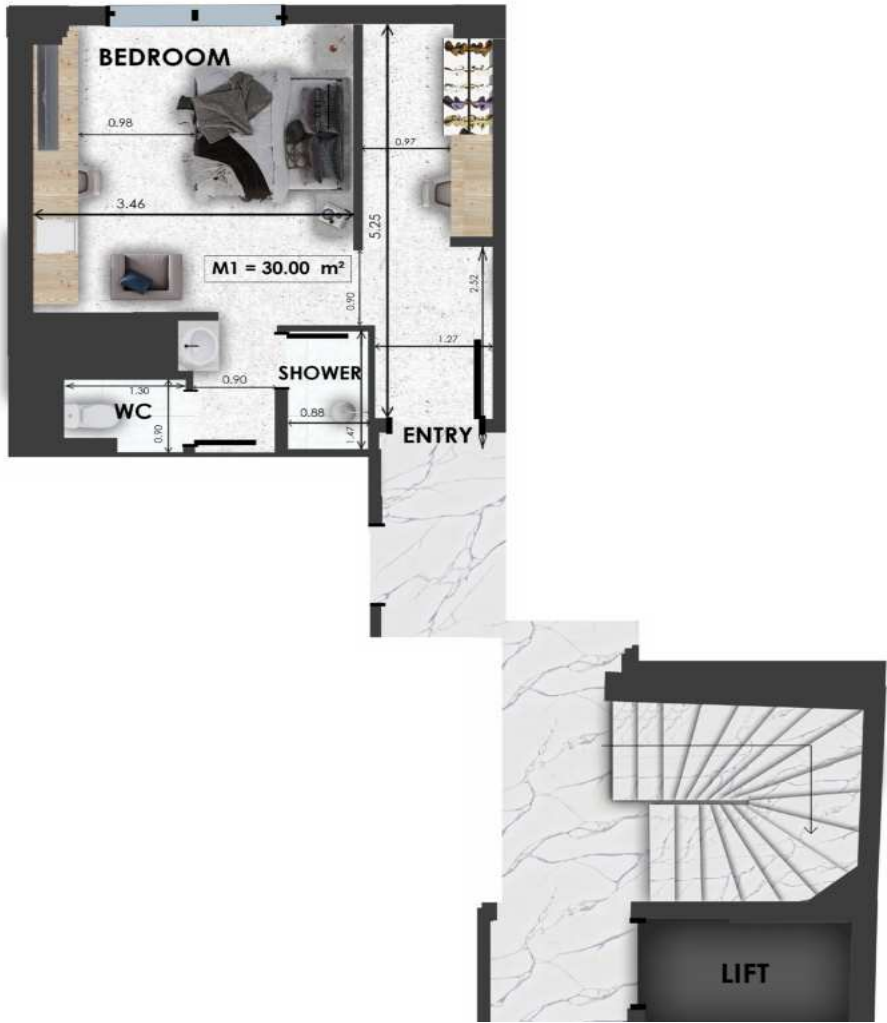 BEDROOM
0.98
0.97
3.46
5.25
M1 = 30.00 m²
2.52
0.90
1.27
SHOWER
0.90
1.30
WC
0.88
0.90
1.47
ENTRY
LIFT